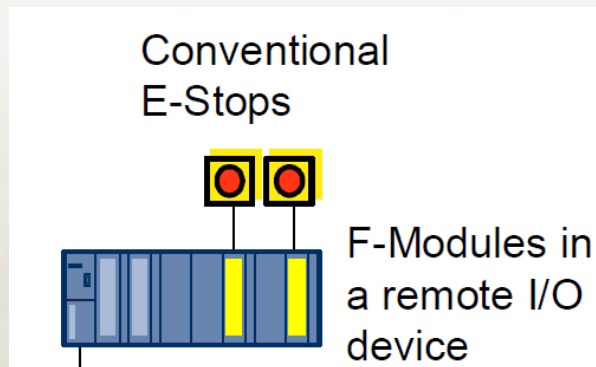 Conventional
E-Stops
F-Modules in
a remote I/O
device